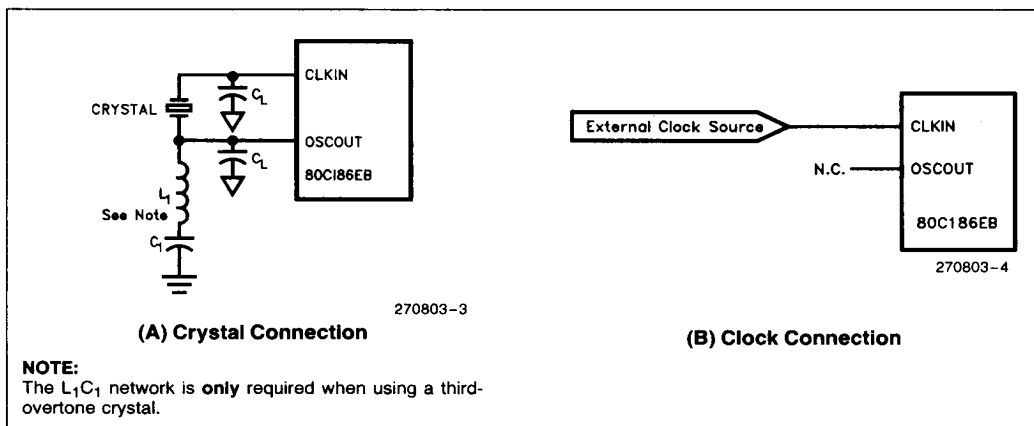 CLKIN
C_L
CRYSTAL
OSCOUT
C_L
80C186EB
L_1
See Note
C_1
270803-3
(A) Crystal Connection
NOTE:
The L_1C_1 network is only required when using a third-
overtone crystal.
External Clock Source
CLKIN
N.C.
OSCOUT
80C186EB
270803-4
(B) Clock Connection